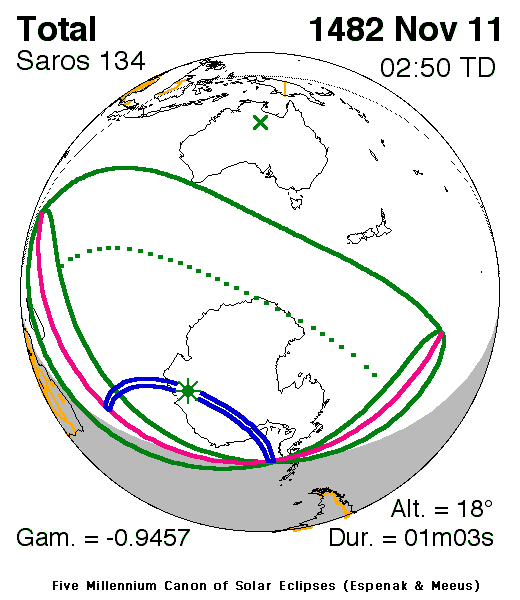 Total 1482 Nov 11
Saros 134 02:50 TD
Alt. = 18°
Gam. = -0.9457 Dur. = 01m03s
Five Millennium Canon of Solar Eclipses (Espenak & Meeus)